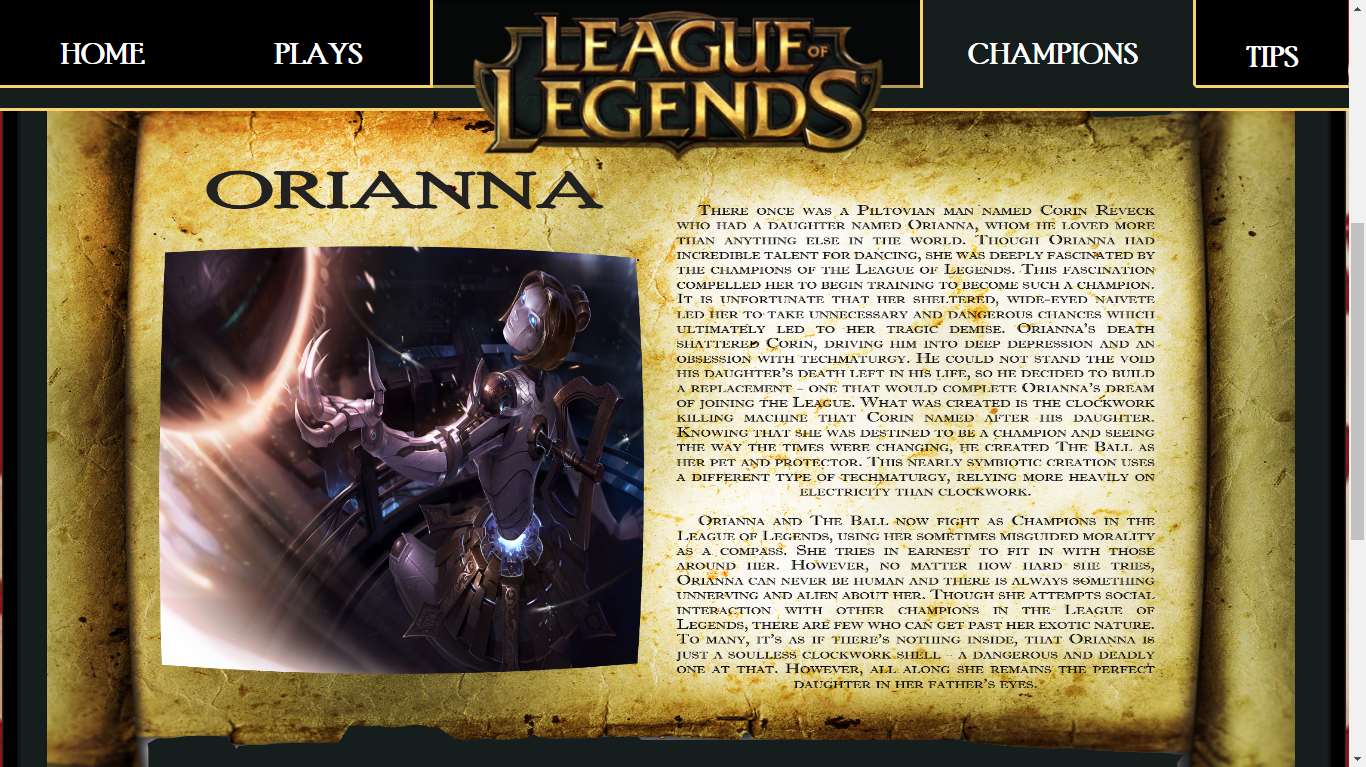 HOME
PLAYS
LEAGUE OF
LEGENDS®
CHAMPIONS
TIPS
ORIANNA
There once was a Piltovian man named Corin Reveck
who had a daughter named Orianna, whom he loved more
than anything else in the world. Though Orianna had
incredible talent for dancing, she was deeply fascinated by
the champions of the League of Legends. This fascination
compelled her to begin training to become such a champion.
It is unfortunate that her sheltered, wide-eyed naivete
led her to take unnecessary and dangerous chances which
ultimately led to her tragic demise. Orianna's death
shattered Corin, driving him into deep depression and an
obsession with techmaturgy. He could not stand the void
his daughter's death left in his life, so he decided to build
a replacement – one that would complete Orianna's dream
of joining the League. What was created is the clockwork
killing machine that Corin named after his daughter.
Knowing that she was destined to be a champion and seeing
the way the times were changing, he created The Ball as
her pet and protector. This nearly symbiotic creation uses
a different type of techmaturgy, relying more heavily on
electricity than clockwork.
Orianna and The Ball now fight as Champions in the
League of Legends, using her sometimes misguided morality
as a compass. She tries in earnest to fit in with those
around her. However, no matter how hard she tries,
Orianna can never be human and there is always something
unnerving and alien about her. Though she attempts social
interaction with other champions in the League of
Legends, there are few who can get past her exotic nature.
To many, it's as if there's nothing inside, that Orianna is
just a soulless clockwork shell – a dangerous and deadly
one at that. However, all along she remains the perfect
daughter in her father's eyes.